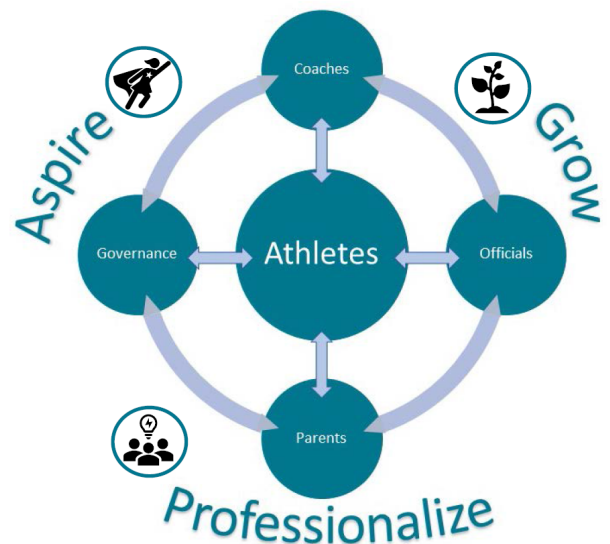 Coaches
Aspire
Grow
Governance
Athletes
Officials
Parents
Professionalize